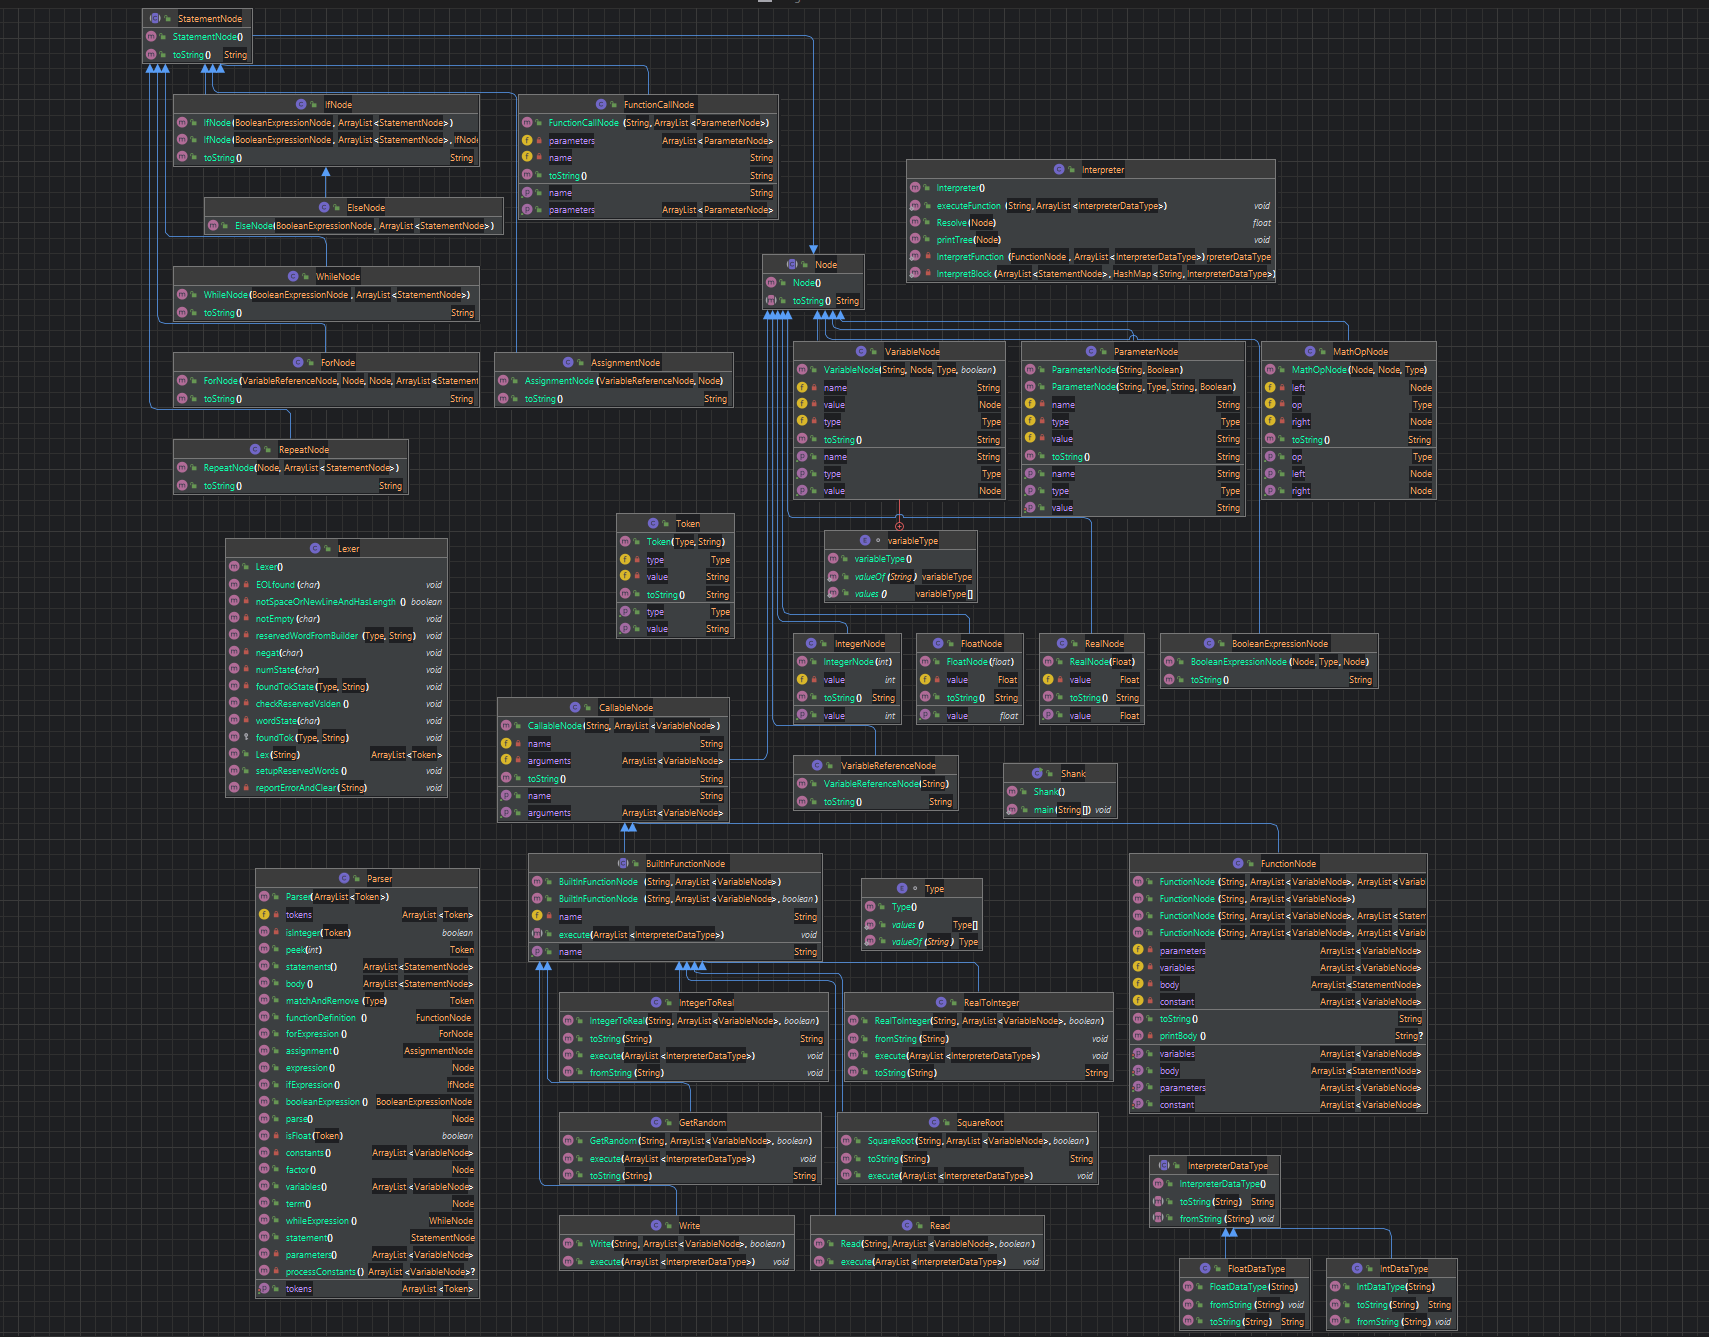 StatementNode
StatementNode()
toString() String
IfNode
IfNode(BooleanExpressionNode, ArrayList<StatementNode>)
IfNode(BooleanExpressionNode, ArrayList<StatementNode>, IfNode
toString() String
FunctionCallNode
FunctionCallNode (String, ArrayList<ParameterNode>)
parameters ArrayList<ParameterNode>
name String
toString() String
name String
parameters ArrayList<ParameterNode>
ElseNode
ElseNode(BooleanExpressionNode, ArrayList<StatementNode>)
WhileNode
WhileNode(BooleanExpressionNode, ArrayList<StatementNode>)
toString() String
ForNode
ForNode(VariableReferenceNode, Node, Node, ArrayList<Statement
toString() String
AssignmentNode
AssignmentNode (VariableReferenceNode, Node)
toString() String
RepeatNode
RepeatNode(Node, ArrayList<StatementNode>)
toString() String
Interpreter
Interpreter()
executeFunction (String, ArrayList<InterpreterDataType>) void
Resolve(Node) float
printTree(Node) void
InterpretFunction (FunctionNode, ArrayList<InterpreterDataType>)rpreterDataType
InterpretBlock (ArrayList<StatementNode>, HashMap<String, InterpreterDataType>)
Node
Node()
toString() String
VariableNode
VariableNode(String, Node, Type, boolean)
name String
value Node
type Type
toString() String
name String
type Type
value Node
ParameterNode
ParameterNode(String, Boolean)
ParameterNode(String, Type, String, Boolean)
name String
type Type
value String
toString() String
name String
type Type
value String
MathOpNode
MathOpNode(Node, Node, Type)
left Node
op Type
right Node
toString() String
op Type
left Node
right Node
variableType
variableType()
valueOf(String) variableType
values() variableType[]
Token
Token(Type, String)
type Type
value String
toString() String
type Type
value String
Lexer
Lexer()
EOLfound(char) void
notSpaceOrNewLineAndHasLength () boolean
notEmpty(char) void
reservedWordFromBuilder (Type, String) void
negat(char) void
numState(char) void
foundTokState(Type, String) void
checkReservedVsIden () void
wordState(char) void
foundTok(Type, String) void
Lex(String) ArrayList<Token>
setupReservedWords () void
reportErrorAndClear(String) void
IntegerNode
IntegerNode(int)
value int
toString() String
value int
FloatNode
FloatNode(float)
value Float
toString() String
value float
RealNode
RealNode(Float)
value Float
toString() String
value Float
BooleanExpressionNode
BooleanExpressionNode (Node, Type, Node)
toString() String
CallableNode
CallableNode(String, ArrayList<VariableNode>)
name String
arguments ArrayList<VariableNode>
toString() String
name String
arguments ArrayList<VariableNode>
VariableReferenceNode
VariableReferenceNode(String)
toString() String
Shank
Shank()
main(String[]) void
Parser
Parser(ArrayList<Token>)
tokens ArrayList<Token>
isInteger(Token) boolean
peek(int) Token
statements() ArrayList<StatementNode>
body() ArrayList<StatementNode>
matchAndRemove (Type) Token
functionDefinition () FunctionNode
forExpression () ForNode
assignment() AssignmentNode
expression() Node
ifExpression() IfNode
booleanExpression () BooleanExpressionNode
parse() Node
isFloat(Token) boolean
constants() ArrayList<VariableNode>
factor() Node
variables() ArrayList<VariableNode>
term() Node
whileExpression () WhileNode
statement() StatementNode
parameters() ArrayList<VariableNode>
processConstants() ArrayList<VariableNode>?
tokens ArrayList<Token>
BuiltInFunctionNode
BuiltInFunctionNode (String, ArrayList<VariableNode>)
BuiltInFunctionNode (String, ArrayList<VariableNode>, boolean)
name String
execute(ArrayList<InterpreterDataType>) void
name String
Type
Type()
values() Type[]
valueOf(String) Type
FunctionNode
FunctionNode (String, ArrayList<VariableNode>, ArrayList<Variab
FunctionNode (String, ArrayList<VariableNode>)
FunctionNode (String, ArrayList<VariableNode>, ArrayList<Statem
FunctionNode (String, ArrayList<VariableNode>, ArrayList<Variab
parameters ArrayList<VariableNode>
variables ArrayList<VariableNode>
body ArrayList<StatementNode>
constant ArrayList<VariableNode>
toString() String
printBody() String?
variables ArrayList<VariableNode>
body ArrayList<StatementNode>
parameters ArrayList<VariableNode>
constant ArrayList<VariableNode>
IntegerToReal
IntegerToReal(String, ArrayList<VariableNode>, boolean)
toString(String) String
execute(ArrayList<InterpreterDataType>) void
fromString(String) void
RealToInteger
RealToInteger(String, ArrayList<VariableNode>, boolean)
fromString(String) void
execute(ArrayList<InterpreterDataType>) void
toString(String) String
GetRandom
GetRandom(String, ArrayList<VariableNode>, boolean)
execute(ArrayList<InterpreterDataType>) void
toString(String) String
SquareRoot
SquareRoot(String, ArrayList<VariableNode>, boolean)
toString(String) String
execute(ArrayList<InterpreterDataType>) void
Write
Write(String, ArrayList<VariableNode>, boolean)
execute(ArrayList<InterpreterDataType>) void
Read
Read(String, ArrayList<VariableNode>, boolean)
execute(ArrayList<InterpreterDataType>) void
InterpreterDataType
InterpreterDataType()
toString(String) String
fromString(String) void
FloatDataType
FloatDataType(String)
fromString(String) void
toString(String) String
IntDataType
IntDataType(String)
toString(String) String
fromString(String) void